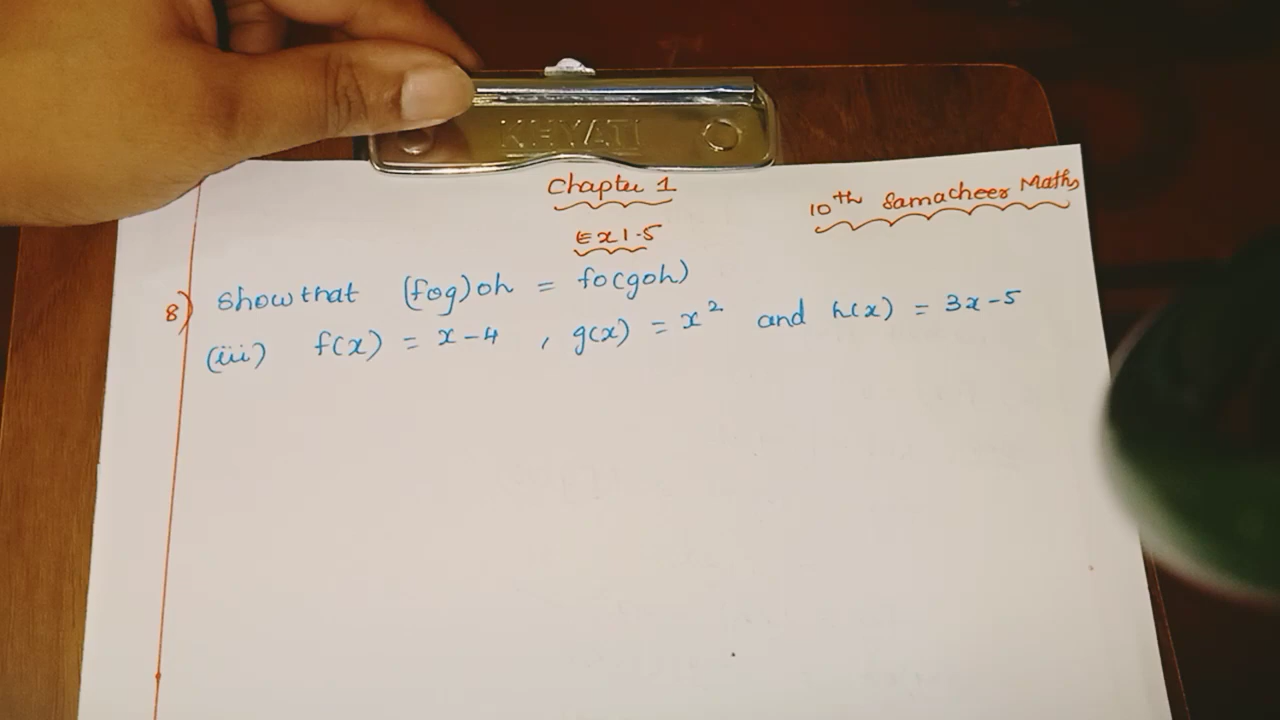 KHYATI
Chapter 1
10th Samacheer Maths
Ex 1.5
8) Show that (fog)oh = fo(goh)
(iii) f(x) = x-4 , g(x) = x² and h(x) = 3x-5